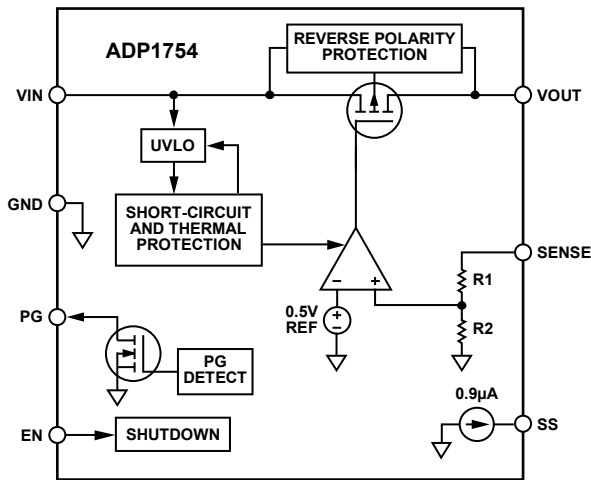 ADP1754
REVERSE POLARITY
PROTECTION
VIN
VOUT
UVLO
GND
SHORT-CIRCUIT
AND THERMAL
PROTECTION
SENSE
R1
– +
PG
0.5V
REF
+
–
R2
PG
DETECT
0.9µA
EN
SHUTDOWN
SS